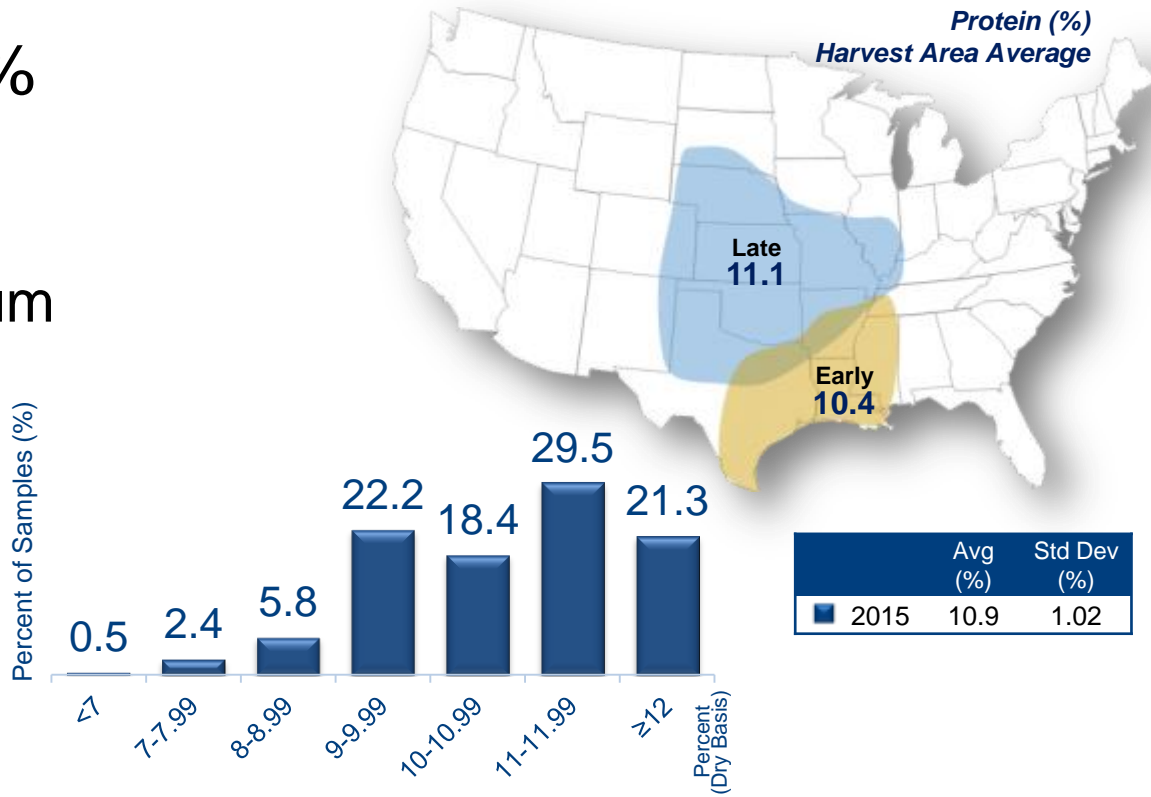 %
um
Protein (%)
Harvest Area Average
Late
11.1
Early
10.4
Percent of Samples (%)
0.5
2.4
5.8
22.2
18.4
29.5
21.3
<7
7-7.99
8-8.99
9-9.99
10-10.99
11-11.99
≥12
Percent
(Dry Basis)
Avg Std Dev
(%) (%)
2015 10.9 1.02